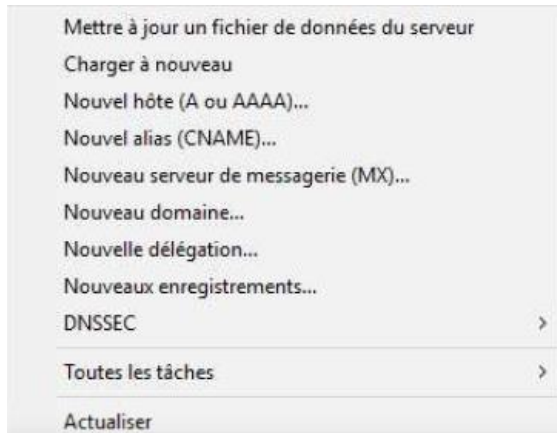 Mettre à jour un fichier de données du serveur
Charger à nouveau
Nouvel hôte (A ou AAAA)...
Nouvel alias (CNAME)...
Nouveau serveur de messagerie (MX)...
Nouveau domaine...
Nouvelle délégation...
Nouveaux enregistrements...
DNSSEC
Toutes les tâches
Actualiser